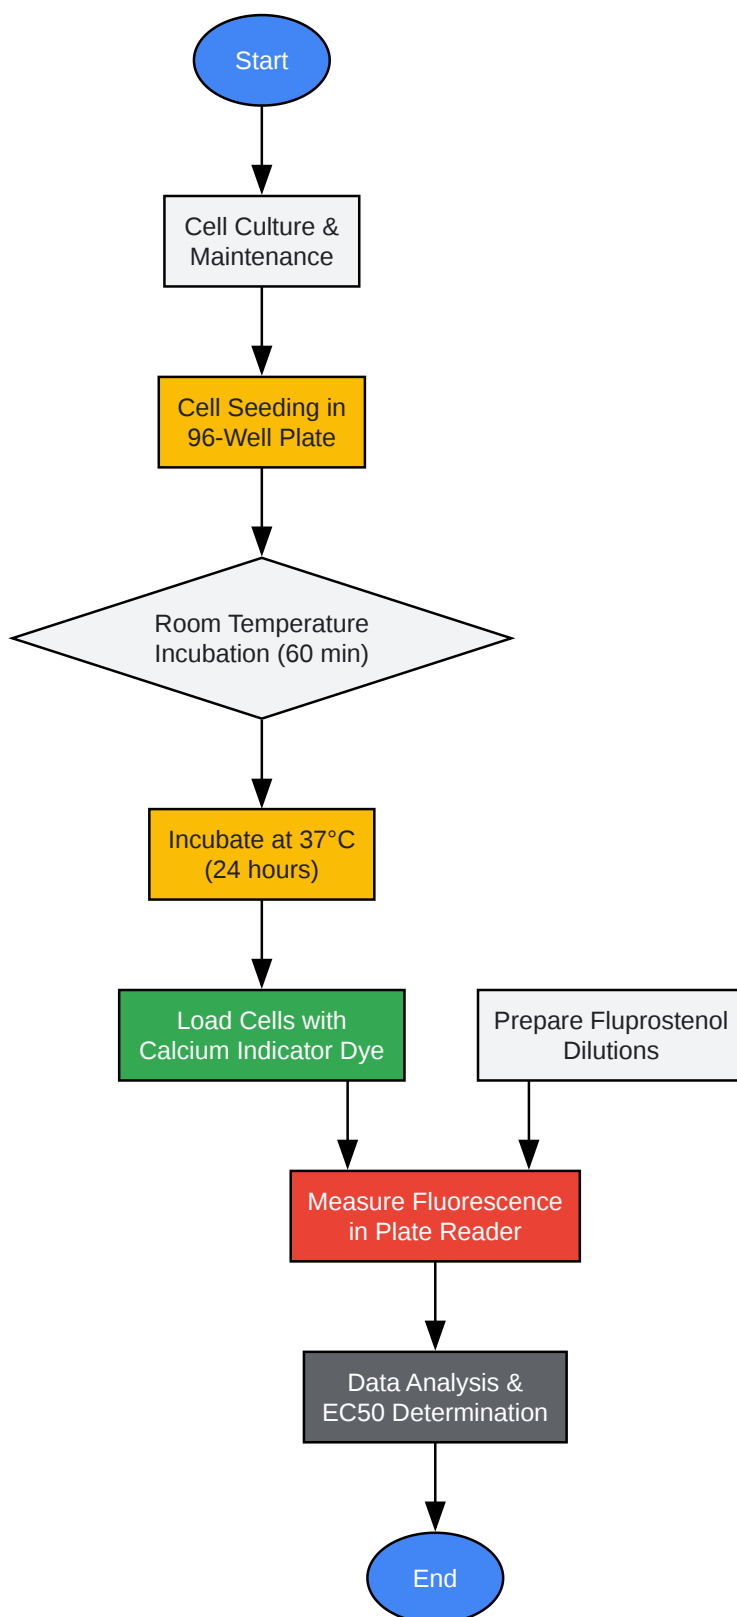 Start
Cell Culture &
Maintenance
Cell Seeding in
96-Well Plate
Room Temperature
Incubation (60 min)
Incubate at 37°C
(24 hours)
Load Cells with
Calcium Indicator Dye
Prepare Fluprostenol
Dilutions
Measure Fluorescence
in Plate Reader
Data Analysis &
EC50 Determination
End